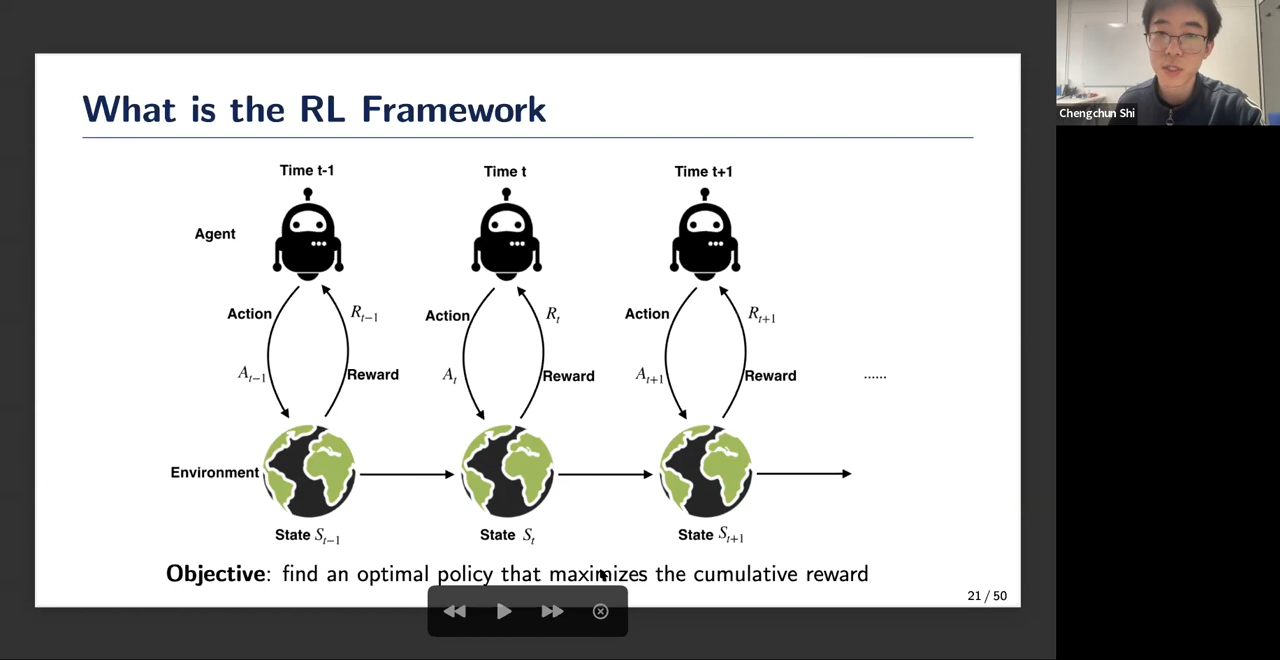 What is the RL Framework
Time t-1 Time t Time t+1
Agent
Action R_{t-1} Action R_t Action R_{t+1}
A_{t-1} Reward A_t Reward A_{t+1} Reward ......
Environment
State S_{t-1} State S_t State S_{t+1}
Objective: find an optimal policy that maximizes the cumulative reward
21 / 50
Chengchun Shi